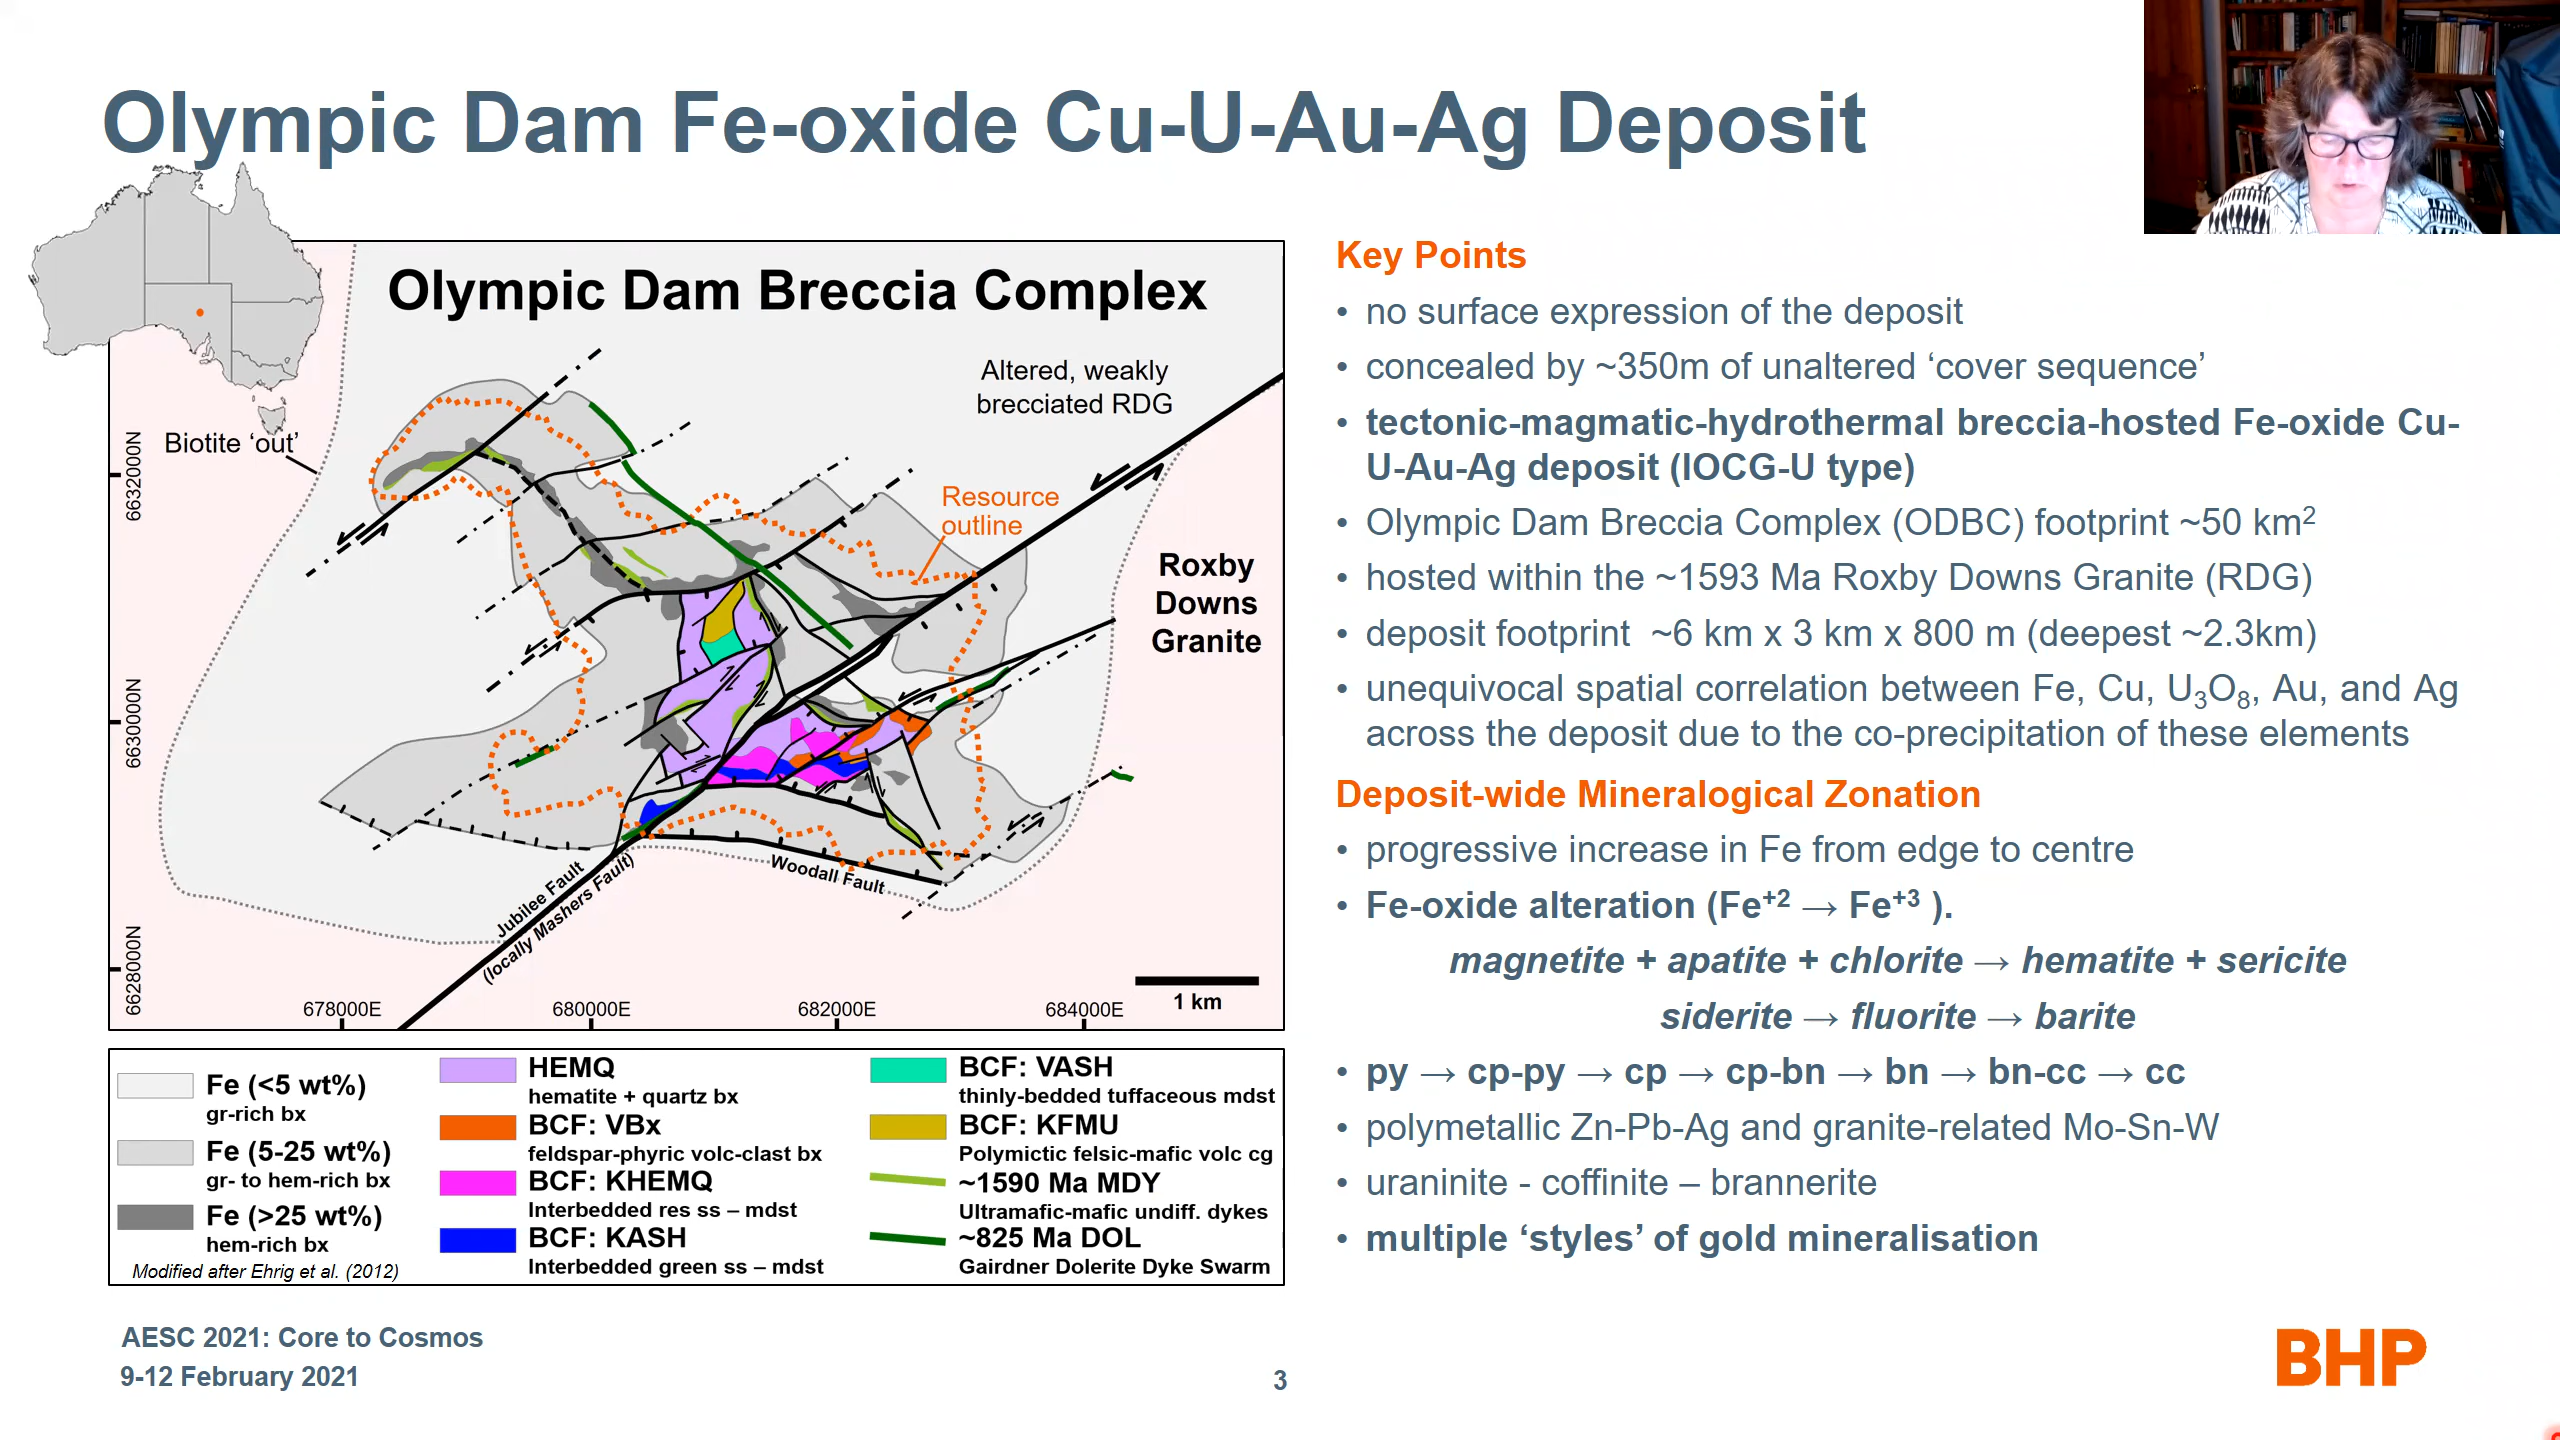 Olympic Dam Fe-oxide Cu-U-Au-Ag Deposit
Olympic Dam Breccia Complex
Altered, weakly
brecciated RDG
Biotite ‘out’
Resource
outline
Roxby
Downs
Granite
6632000N
6630000N
6628000N
Jubilee Fault
(locally Mashers Fault)
Woodall Fault
678000E
680000E
682000E
684000E
1 km
Fe (<5 wt%)
gr-rich bx
Fe (5-25 wt%)
gr- to hem-rich bx
Fe (>25 wt%)
hem-rich bx
Modified after Ehrig et al. (2012)
HEMQ
hematite + quartz bx
BCF: VBx
feldspar-phyric volc-clast bx
BCF: KHEMQ
Interbedded res ss – mdst
BCF: KASH
Interbedded green ss – mdst
BCF: VASH
thinly-bedded tuffaceous mdst
BCF: KFMU
Polymictic felsic-mafic volc cg
~1590 Ma MDY
Ultramafic-mafic undiff. dykes
~825 Ma DOL
Gairdner Dolerite Dyke Swarm
Key Points
• no surface expression of the deposit
• concealed by ~350m of unaltered ‘cover sequence’
• tectonic-magmatic-hydrothermal breccia-hosted Fe-oxide Cu-
U-Au-Ag deposit (IOCG-U type)
• Olympic Dam Breccia Complex (ODBC) footprint ~50 km²
• hosted within the ~1593 Ma Roxby Downs Granite (RDG)
• deposit footprint ~6 km x 3 km x 800 m (deepest ~2.3km)
• unequivocal spatial correlation between Fe, Cu, U₃O₈, Au, and Ag
across the deposit due to the co-precipitation of these elements
Deposit-wide Mineralogical Zonation
• progressive increase in Fe from edge to centre
• Fe-oxide alteration (Fe⁺² → Fe⁺³ ).
magnetite + apatite + chlorite → hematite + sericite
siderite → fluorite → barite
• py → cp-py → cp → cp-bn → bn → bn-cc → cc
• polymetallic Zn-Pb-Ag and granite-related Mo-Sn-W
• uraninite - coffinite – brannerite
• multiple ‘styles’ of gold mineralisation
AESC 2021: Core to Cosmos
9-12 February 2021
3
BHP